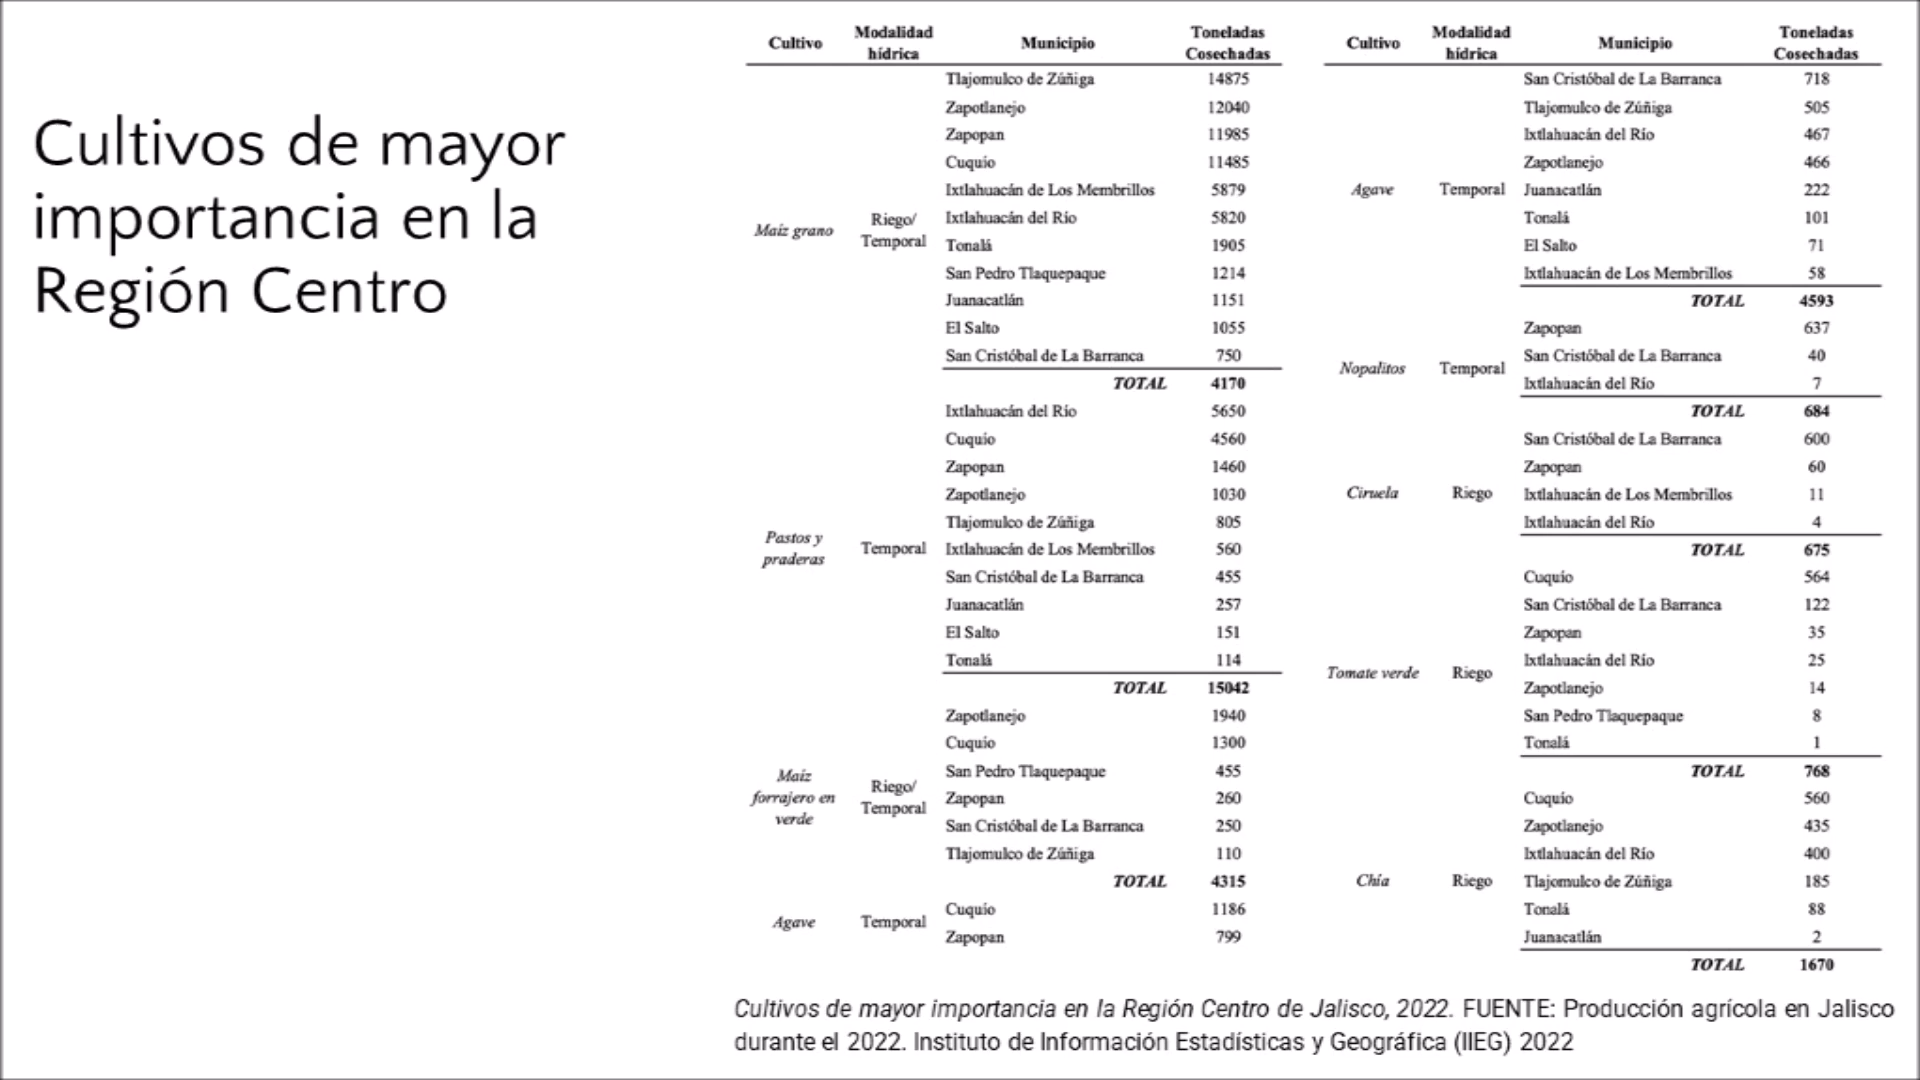 Cultivos de mayor
importancia en la
Región Centro
Cultivo Modalidad hídrica Municipio Toneladas Cosechadas
Maíz grano Riego/ Temporal
Tlajomulco de Zúñiga 14875
Zapotlanejo 12040
Zapopan 11985
Cuquío 11485
Ixtlahuacán de Los Membrillos 5879
Ixtlahuacán del Río 5820
Tonalá 1905
San Pedro Tlaquepaque 1214
Juanacatlán 1151
El Salto 1055
San Cristóbal de La Barranca 750
TOTAL 4170
Pastos y praderas Temporal
Ixtlahuacán del Río 5650
Cuquío 4560
Zapopan 1460
Zapotlanejo 1030
Tlajomulco de Zúñiga 805
Ixtlahuacán de Los Membrillos 560
San Cristóbal de La Barranca 455
Juanacatlán 257
El Salto 151
Tonalá 114
TOTAL 15042
Maíz forrajero en verde Riego/ Temporal
Zapotlanejo 1940
Cuquío 1300
San Pedro Tlaquepaque 455
Zapopan 260
San Cristóbal de La Barranca 250
Tlajomulco de Zúñiga 110
TOTAL 4315
Agave Temporal
Cuquío 1186
Zapopan 799
Cultivo Modalidad hídrica Municipio Toneladas Cosechadas
Agave Temporal
San Cristóbal de La Barranca 718
Tlajomulco de Zúñiga 505
Ixtlahuacán del Río 467
Zapotlanejo 466
Juanacatlán 222
Tonalá 101
El Salto 71
Ixtlahuacán de Los Membrillos 58
TOTAL 4593
Nopalitos Temporal
Zapopan 637
San Cristóbal de La Barranca 40
Ixtlahuacán del Río 7
TOTAL 684
Ciruela Riego
San Cristóbal de La Barranca 600
Zapopan 60
Ixtlahuacán de Los Membrillos 11
Ixtlahuacán del Río 4
TOTAL 675
Tomate verde Riego
Cuquío 564
San Cristóbal de La Barranca 122
Zapopan 35
Ixtlahuacán del Río 25
Zapotlanejo 14
San Pedro Tlaquepaque 8
Tonalá 1
TOTAL 768
Chía Riego
Cuquío 560
Zapotlanejo 435
Ixtlahuacán del Río 400
Tlajomulco de Zúñiga 185
Tonalá 88
Juanacatlán 2
TOTAL 1670
Cultivos de mayor importancia en la Región Centro de Jalisco, 2022. FUENTE: Producción agrícola en Jalisco
durante el 2022. Instituto de Información Estadísticas y Geográfica (IIEG) 2022